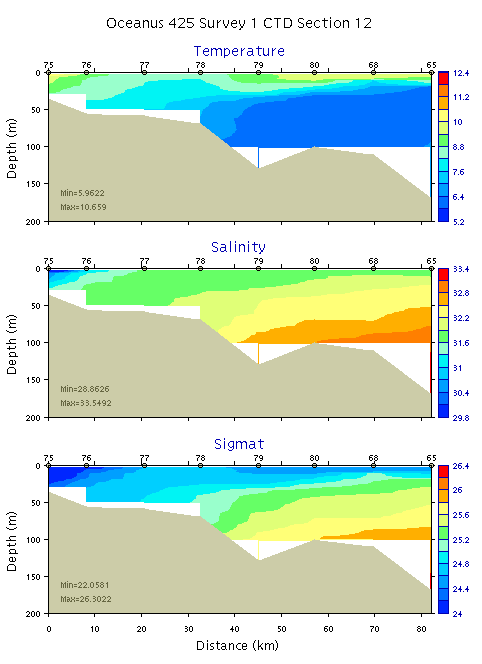 Oceanus 425 Survey 1 CTD Section 12
Temperature
75 76 77 78 79 80 68 65
0
50
100
150
200
Depth (m)
Min=5.9622
Max=10.659
12.4
11.2
10
8.8
7.6
6.4
5.2
Salinity
75 76 77 78 79 80 68 65
0
50
100
150
200
Depth (m)
Min=28.8626
Max=33.5492
33.4
32.8
32.2
31.6
31
30.4
29.8
Sigmat
75 76 77 78 79 80 68 65
0
50
100
150
200
Depth (m)
Min=22.0581
Max=26.3022
26.4
26
25.6
25.2
24.8
24.4
24
0 10 20 30 40 50 60 70 80
Distance (km)